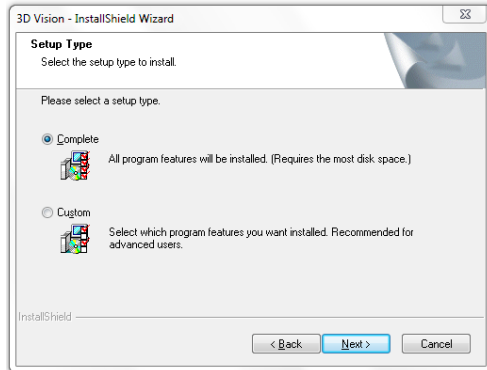 3D Vision - InstallShield Wizard
Setup Type
Select the setup type to install.
Please select a setup type.
Complete
All program features will be installed. (Requires the most disk space.)
Custom
Select which program features you want installed. Recommended for
advanced users.
InstallShield
< Back
Next >
Cancel